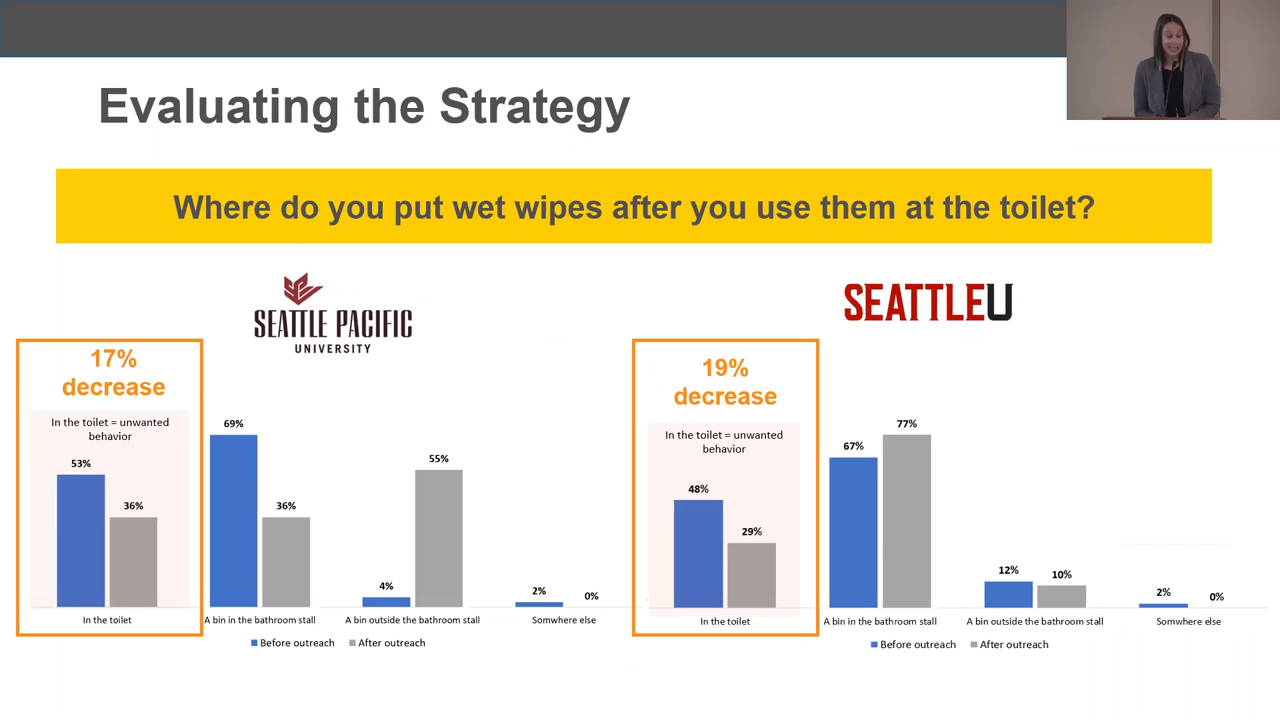 Evaluating the Strategy
Where do you put wet wipes after you use them at the toilet?
SEATTLE PACIFIC
UNIVERSITY
17%
decrease
In the toilet = unwanted
behavior
53%
36%
69%
36%
4%
55%
2%
0%
In the toilet
A bin in the bathroom stall
A bin outside the bathroom stall
Somwhere else
Before outreach
After outreach
SEATTLEU
19%
decrease
In the toilet = unwanted
behavior
48%
29%
67%
77%
12%
10%
2%
0%
In the toilet
A bin in the bathroom stall
A bin outside the bathroom stall
Somwhere else
Before outreach
After outreach